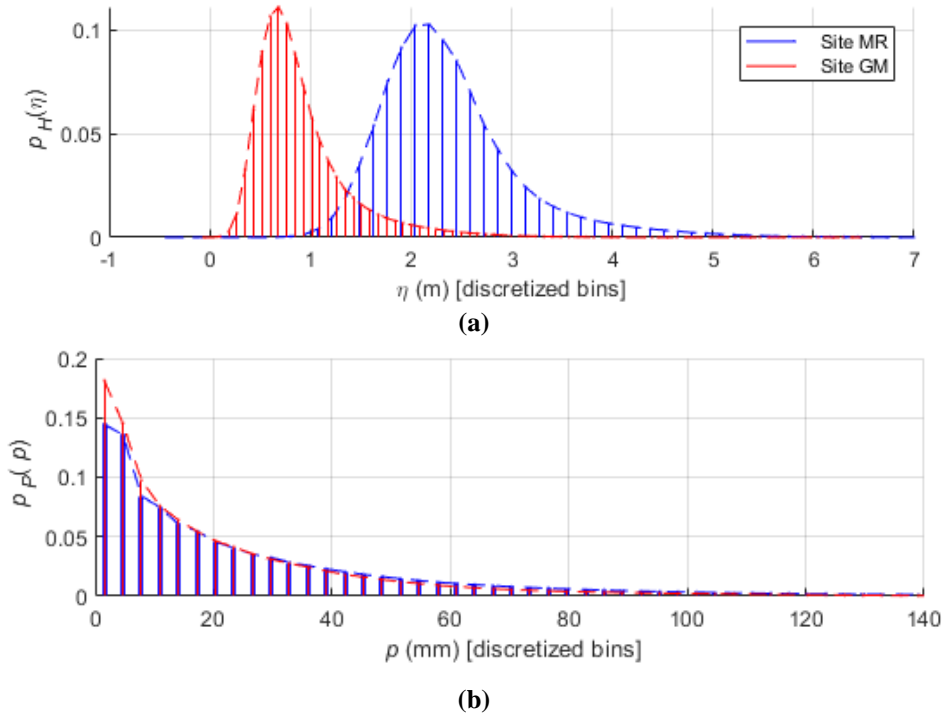 0.1
0.05
0
p_H(η)
Site MR
Site GM
-1 0 1 2 3 4 5 6 7
η (m) [discretized bins]
(a)
0.2
0.15
0.1
0.05
0
p_P( p)
0 20 40 60 80 100 120 140
p (mm) [discretized bins]
(b)